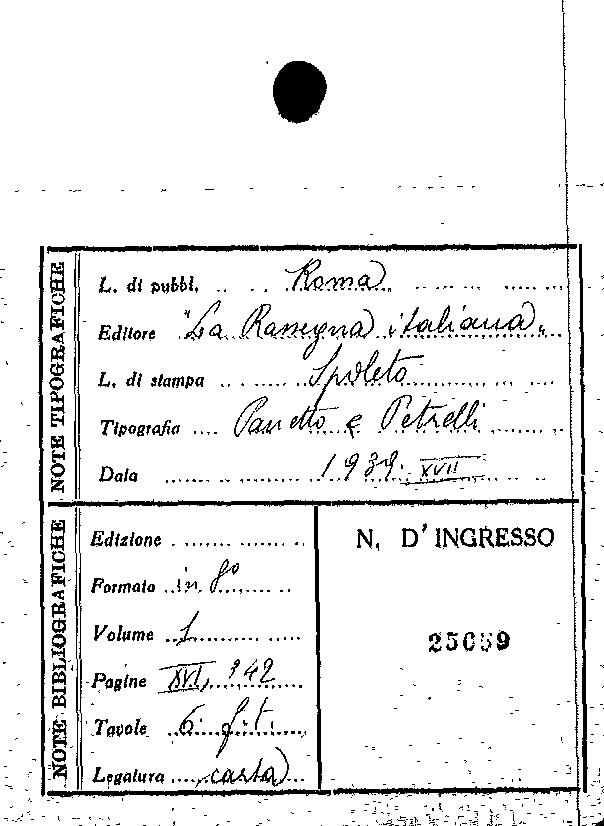 NOTE TIPOGRAFICHE
L. di pubbl. Roma
Editore "La Rassegna italiana"
L. di stampa Spoleto
Tipografia Panetto e Petrelli
Data 1939. XVII
NOTE BIBLIOGRAFICHE
Edizione
Formato in 8°
Volume 1
Pagine XVI, 142
Tavole 6 f.t.
Legatura carta
N. D'INGRESSO
25059